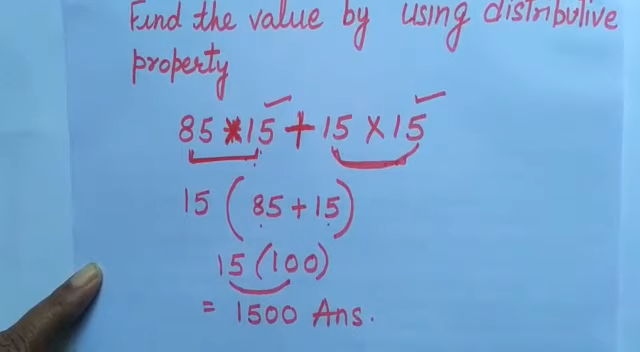 Find the value by using distributive
property
85 × 15 + 15 × 15
15 ( 85 + 15 )
15 (100)
= 1500 Ans.